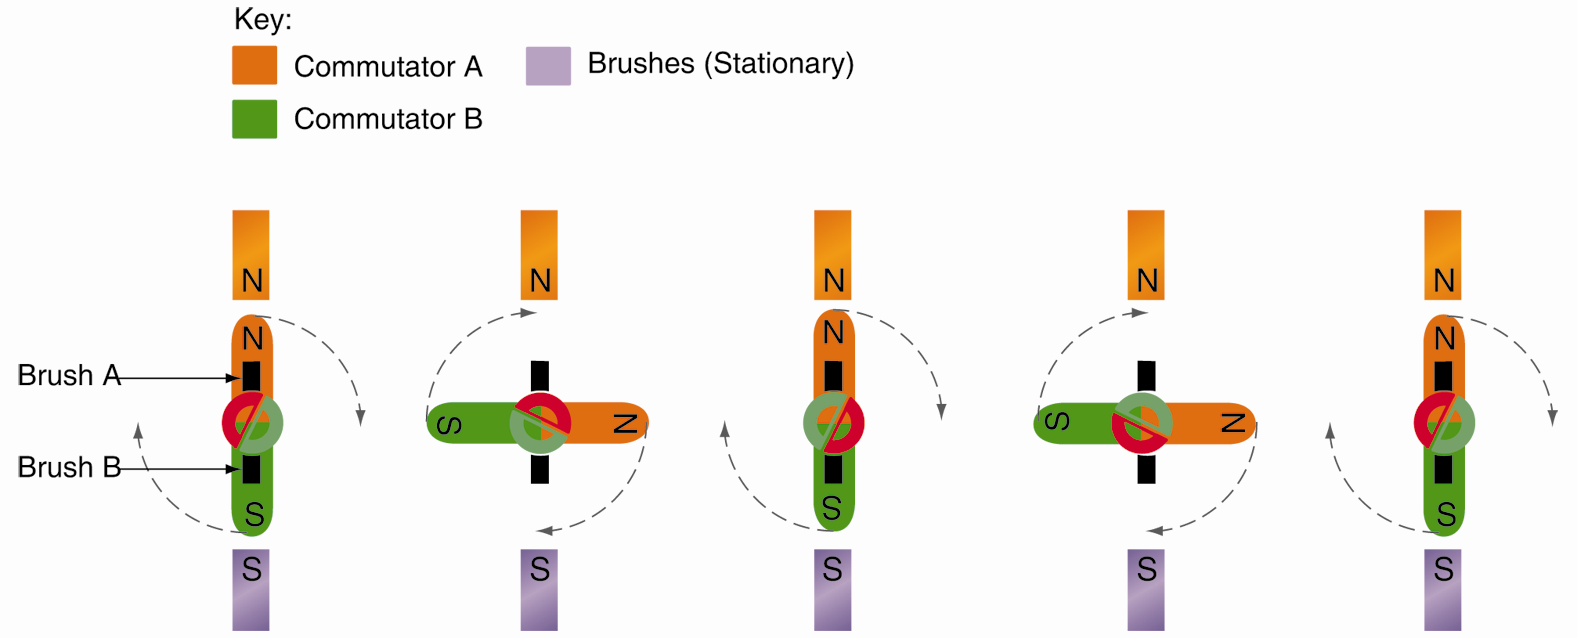 Key:
Commutator A
Brushes (Stationary)
Commutator B
N N N N N
N N N
Brush A
S N S N
Brush B
S S S
S S S S S